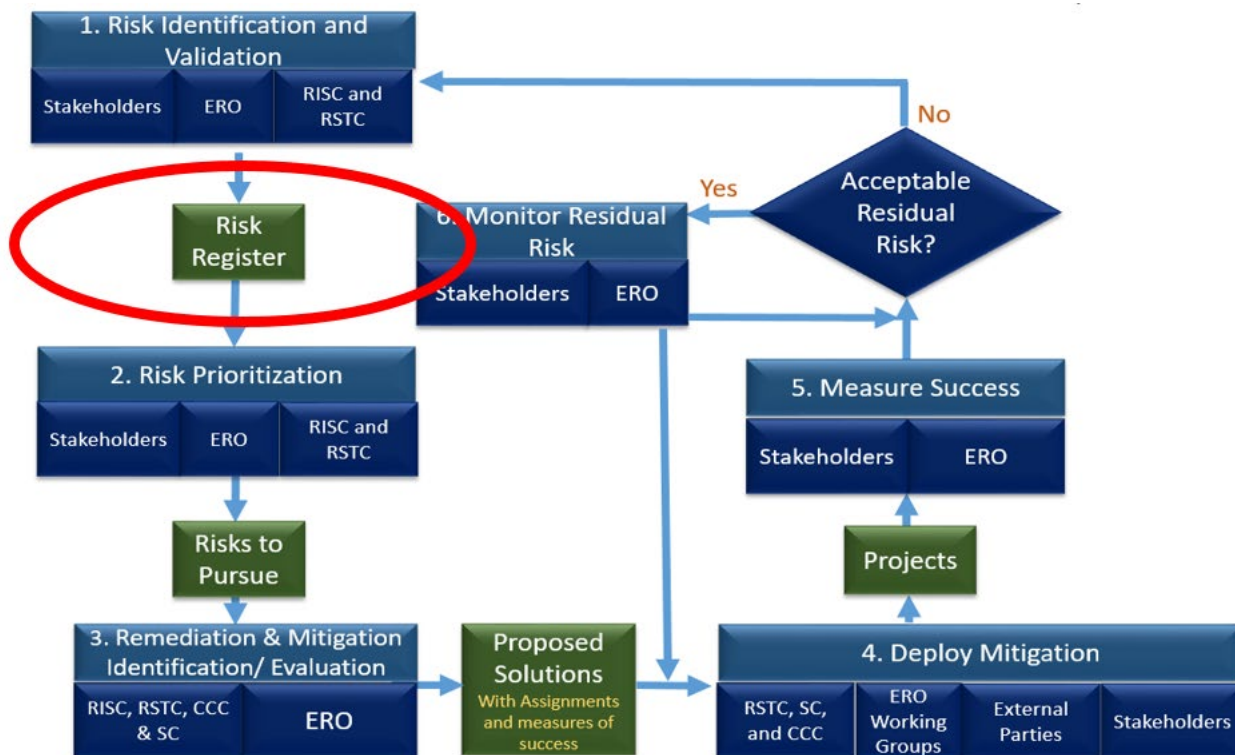 1. Risk Identification and
Validation
Stakeholders
ERO
RISC and
RSTC
Risk
Register
2. Risk Prioritization
Stakeholders
ERO
RISC and
RSTC
Risks to
Pursue
3. Remediation & Mitigation
Identification/ Evaluation
RISC, RSTC, CCC
& SC
ERO
Proposed
Solutions
With Assignments
and measures of
success
4. Deploy Mitigation
RSTC, SC,
and CCC
ERO
Working
Groups
External
Parties
Stakeholders
Projects
5. Measure Success
Stakeholders
ERO
Acceptable
Residual
Risk?
No
Yes
6. Monitor Residual
Risk
Stakeholders
ERO